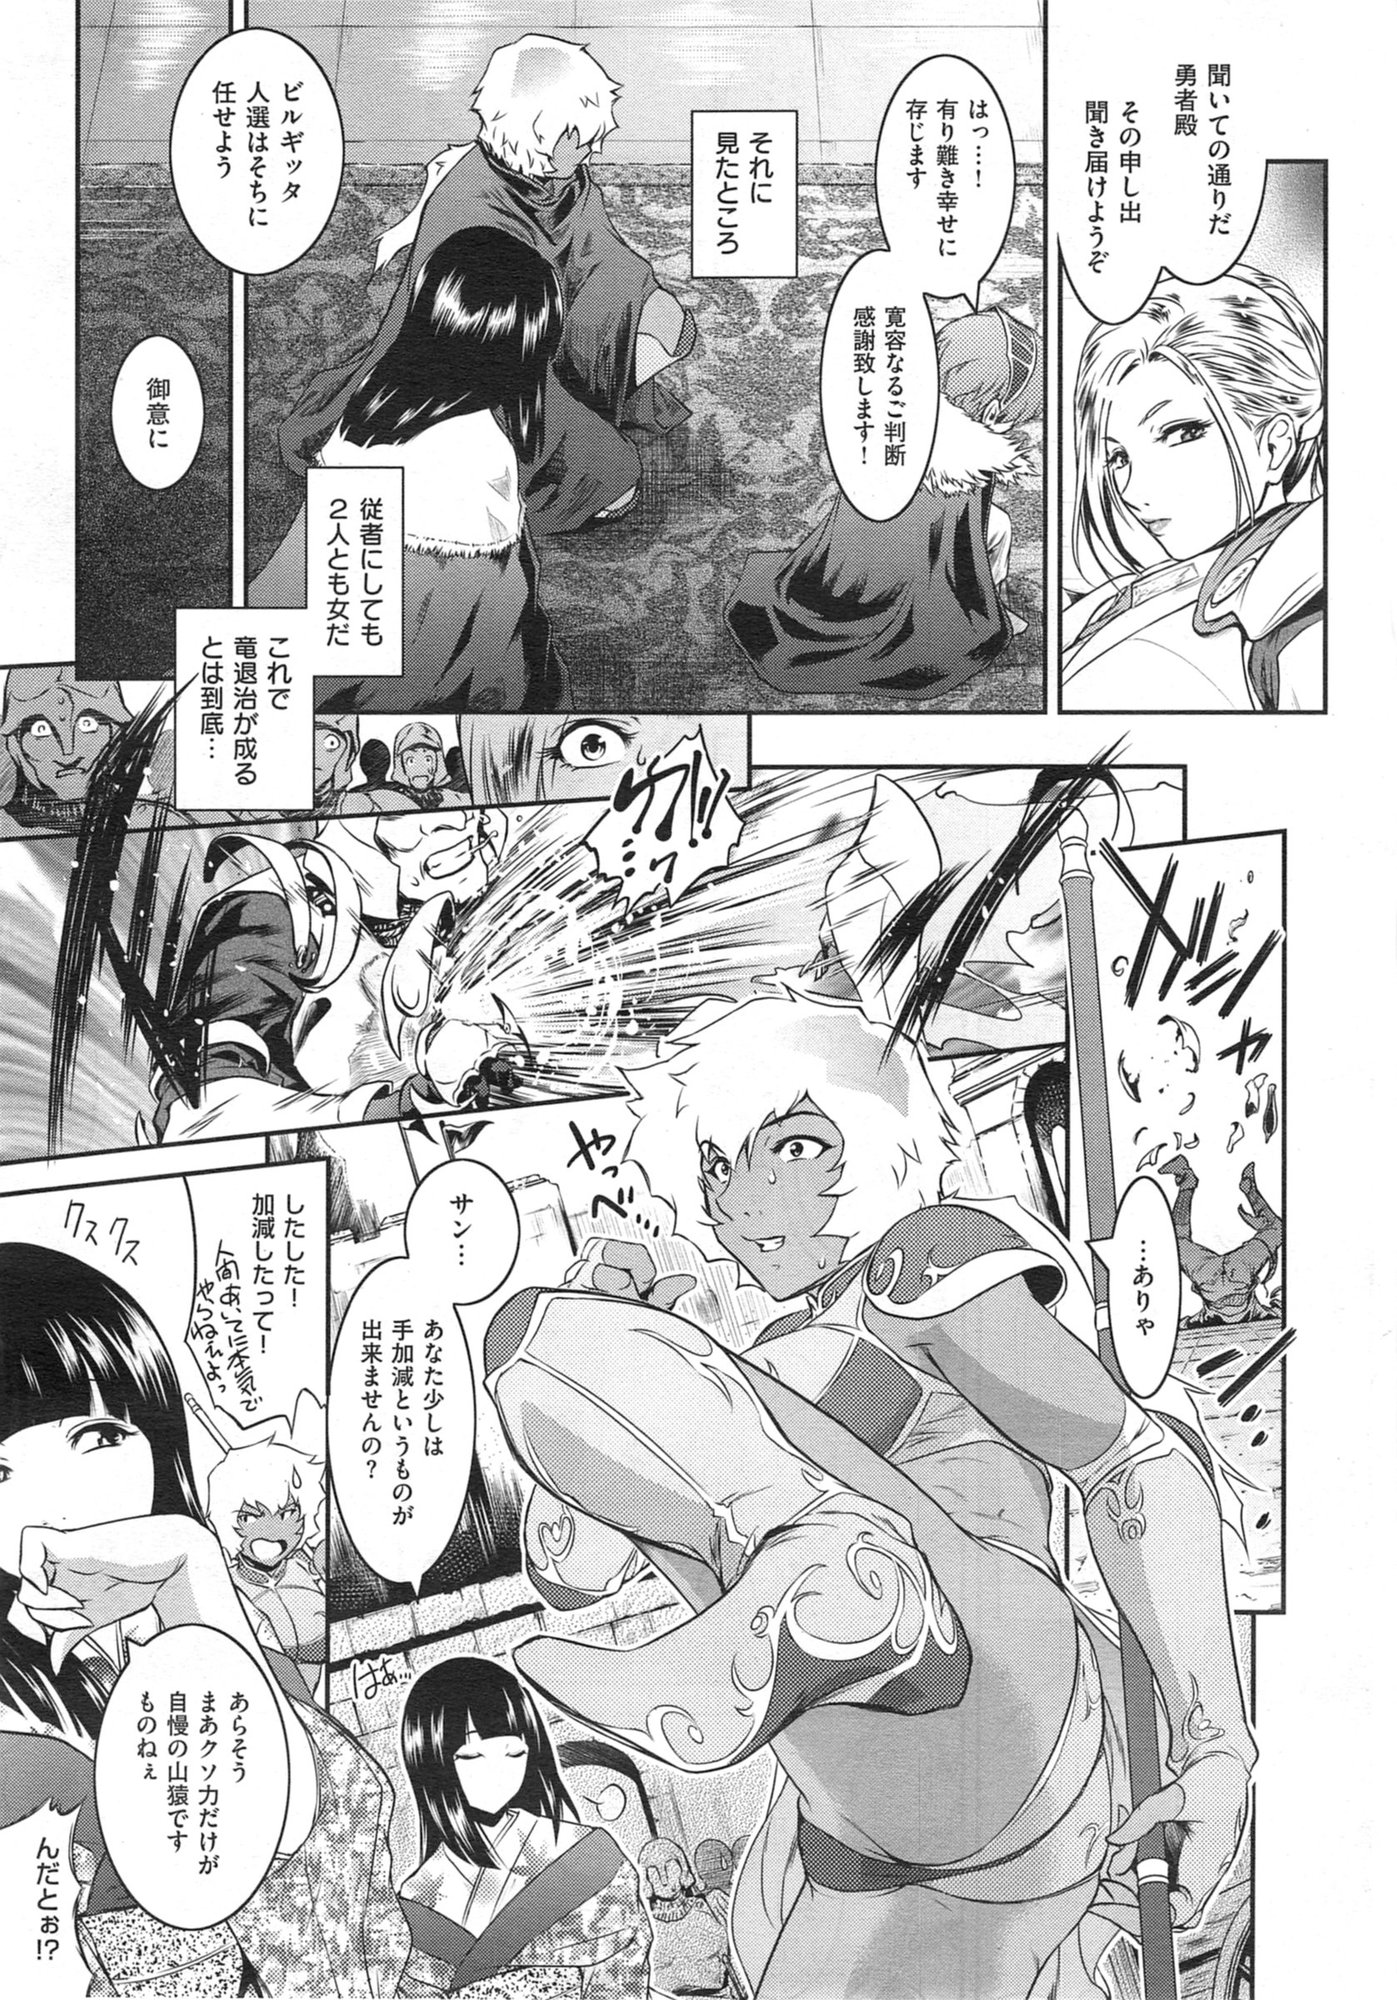 聞いての通りだ
勇者殿
その申し出
聞き届けようぞ
はっ…！
有り難き幸せに
存じます
寛容なるご判断
感謝致します！
それに
見たところ
ビルギッタ
人選はそちに
任せよう
御意に
従者にしても
２人とも女だ
これで
竜退治が成る
とは到底…
…ありゃ
やっべ…
サン…
あなた少しは
手加減というものが
出来ませんの？
したした！
加減したって！
人間あいてに本気で
やらねぇよっ
クスクス
はぁ…
あらそう
まあクソ力だけが
自慢の山猿です
ものねぇ
んだとぉ!?